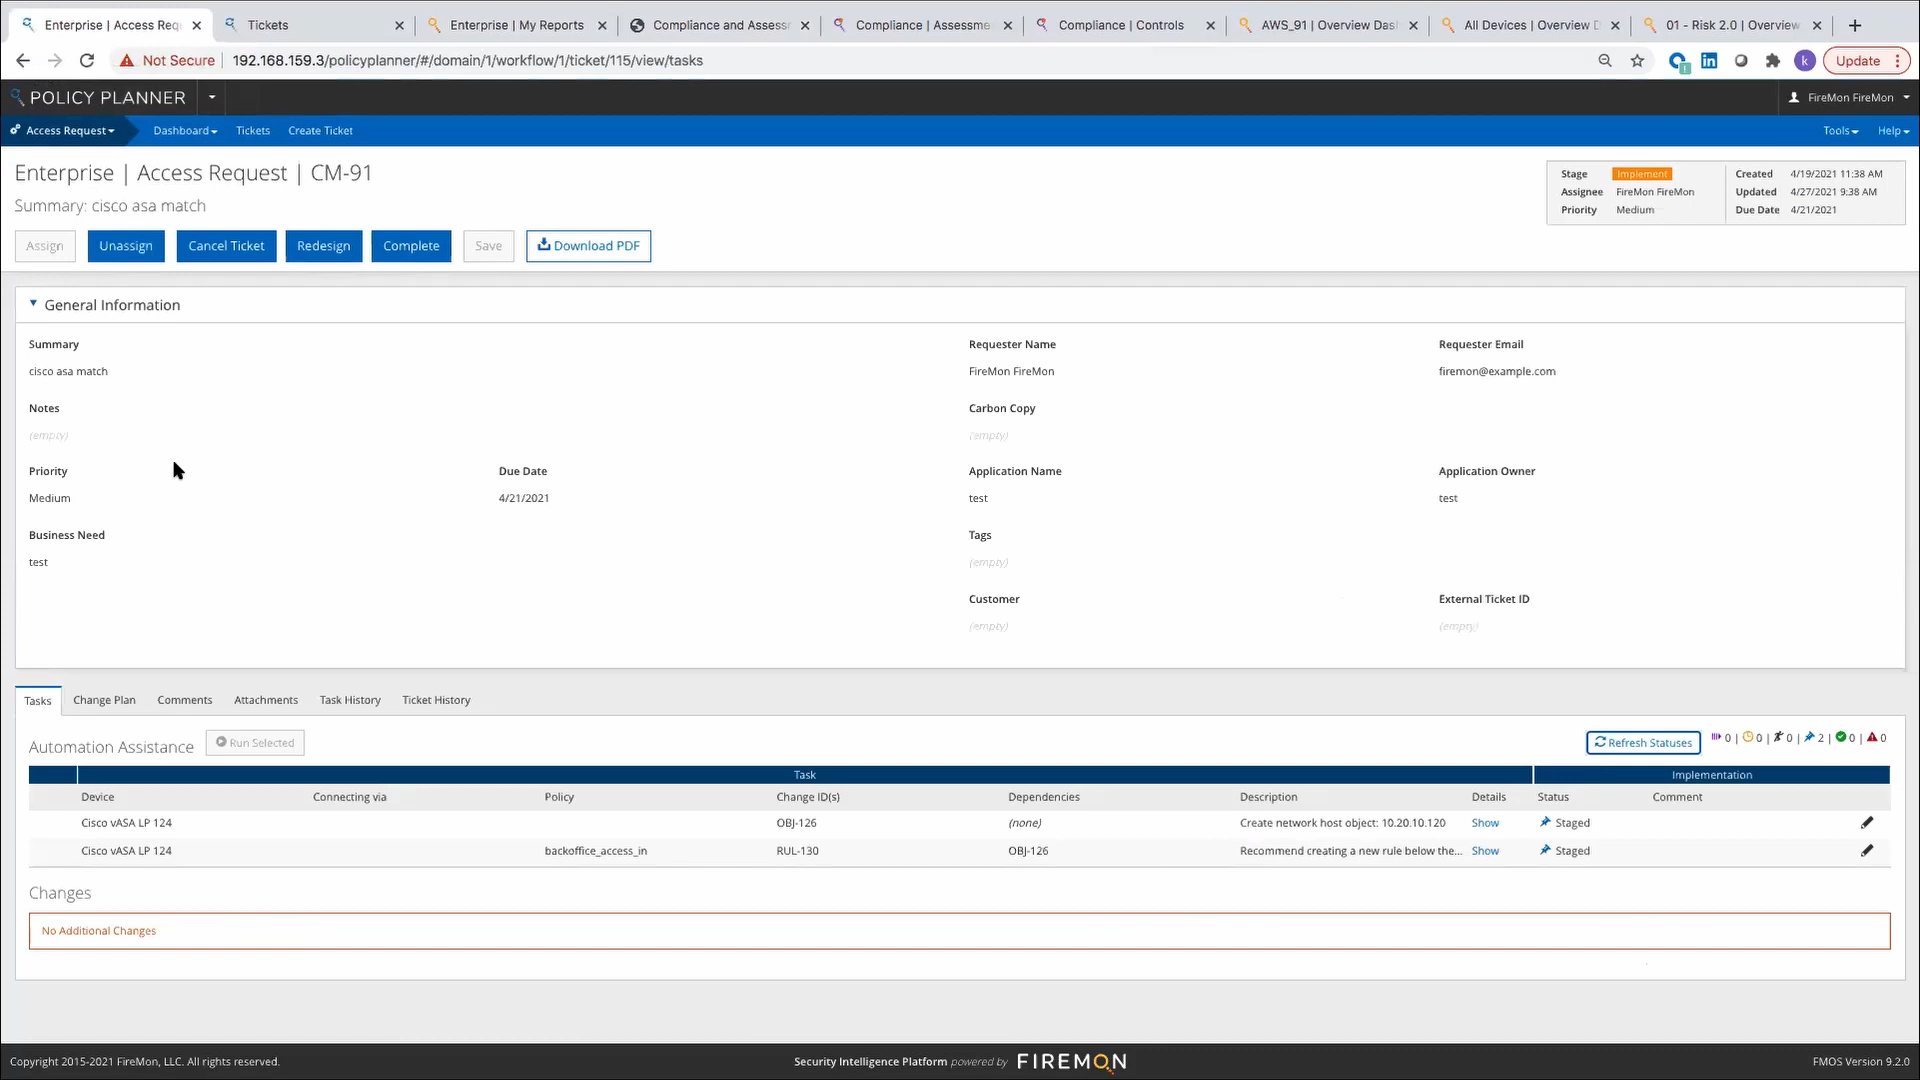 Enterprise | Access Requ
Tickets
Enterprise | My Reports
Compliance and Assessm
Compliance | Assessme
Compliance | Controls
AWS_91 | Overview Das
All Devices | Overview D
01 - Risk 2.0 | Overview
Not Secure
192.168.159.3/policyplanner/#/domain/1/workflow/1/ticket/115/view/tasks
k
Update
POLICY PLANNER
FireMon FireMon
Access Request
Dashboard
Tickets
Create Ticket
Tools
Help
Enterprise | Access Request | CM-91
Summary: cisco asa match
Stage Implement Created 4/19/2021 11:38 AM
Assignee FireMon FireMon Updated 4/27/2021 9:38 AM
Priority Medium Due Date 4/21/2021
Assign Unassign Cancel Ticket Redesign Complete Save Download PDF
General Information
Summary Requester Name Requester Email
cisco asa match FireMon FireMon firemon@example.com
Notes Carbon Copy
(empty) (empty)
Priority Due Date Application Name Application Owner
Medium 4/21/2021 test test
Business Need Tags
test (empty)
Customer External Ticket ID
(empty) (empty)
Tasks Change Plan Comments Attachments Task History Ticket History
Automation Assistance Run Selected Refresh Statuses 0 | 0 | 0 | 2 | 0 | 0
Task Implementation
Device Connecting via Policy Change ID(s) Dependencies Description Details Status Comment
Cisco vASA LP 124 OBJ-126 (none) Create network host object: 10.20.10.120 Show Staged
Cisco vASA LP 124 backoffice_access_in RUL-130 OBJ-126 Recommend creating a new rule below the... Show Staged
Changes
No Additional Changes
Copyright 2015-2021 FireMon, LLC. All rights reserved.
Security Intelligence Platform powered by FIREMON
FMOS Version 9.2.0